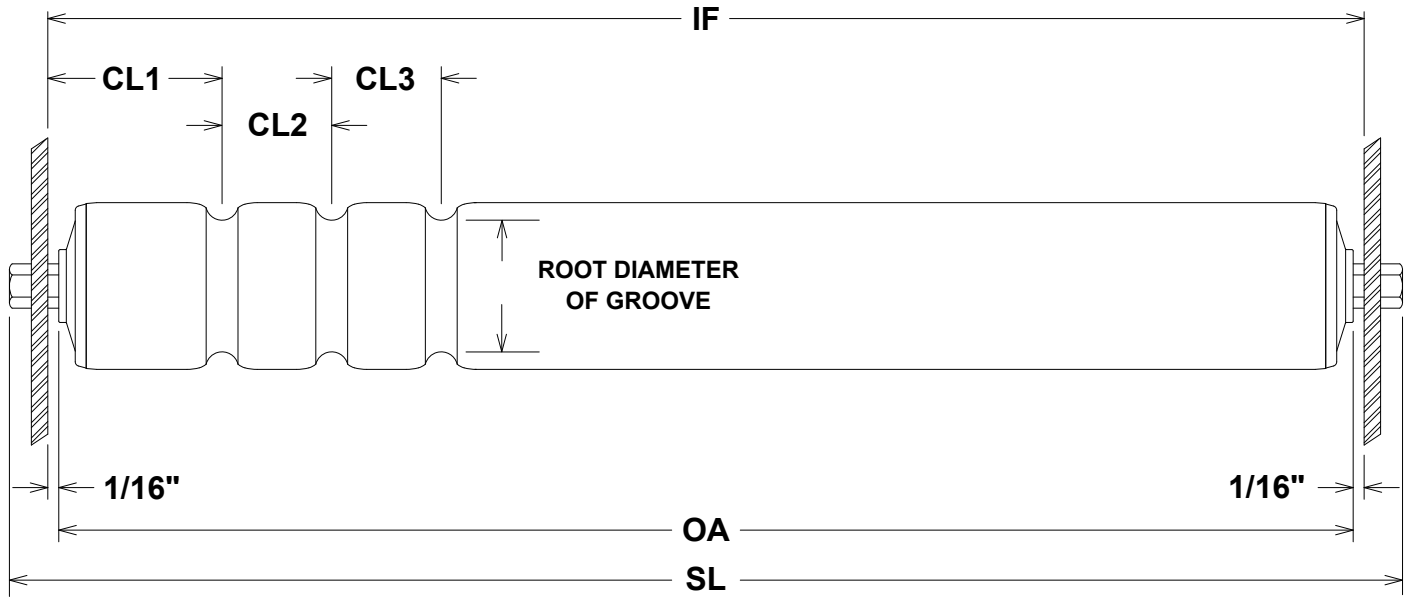 IF
CL1
CL3
CL2
ROOT DIAMETER
OF GROOVE
1/16"
1/16"
OA
SL